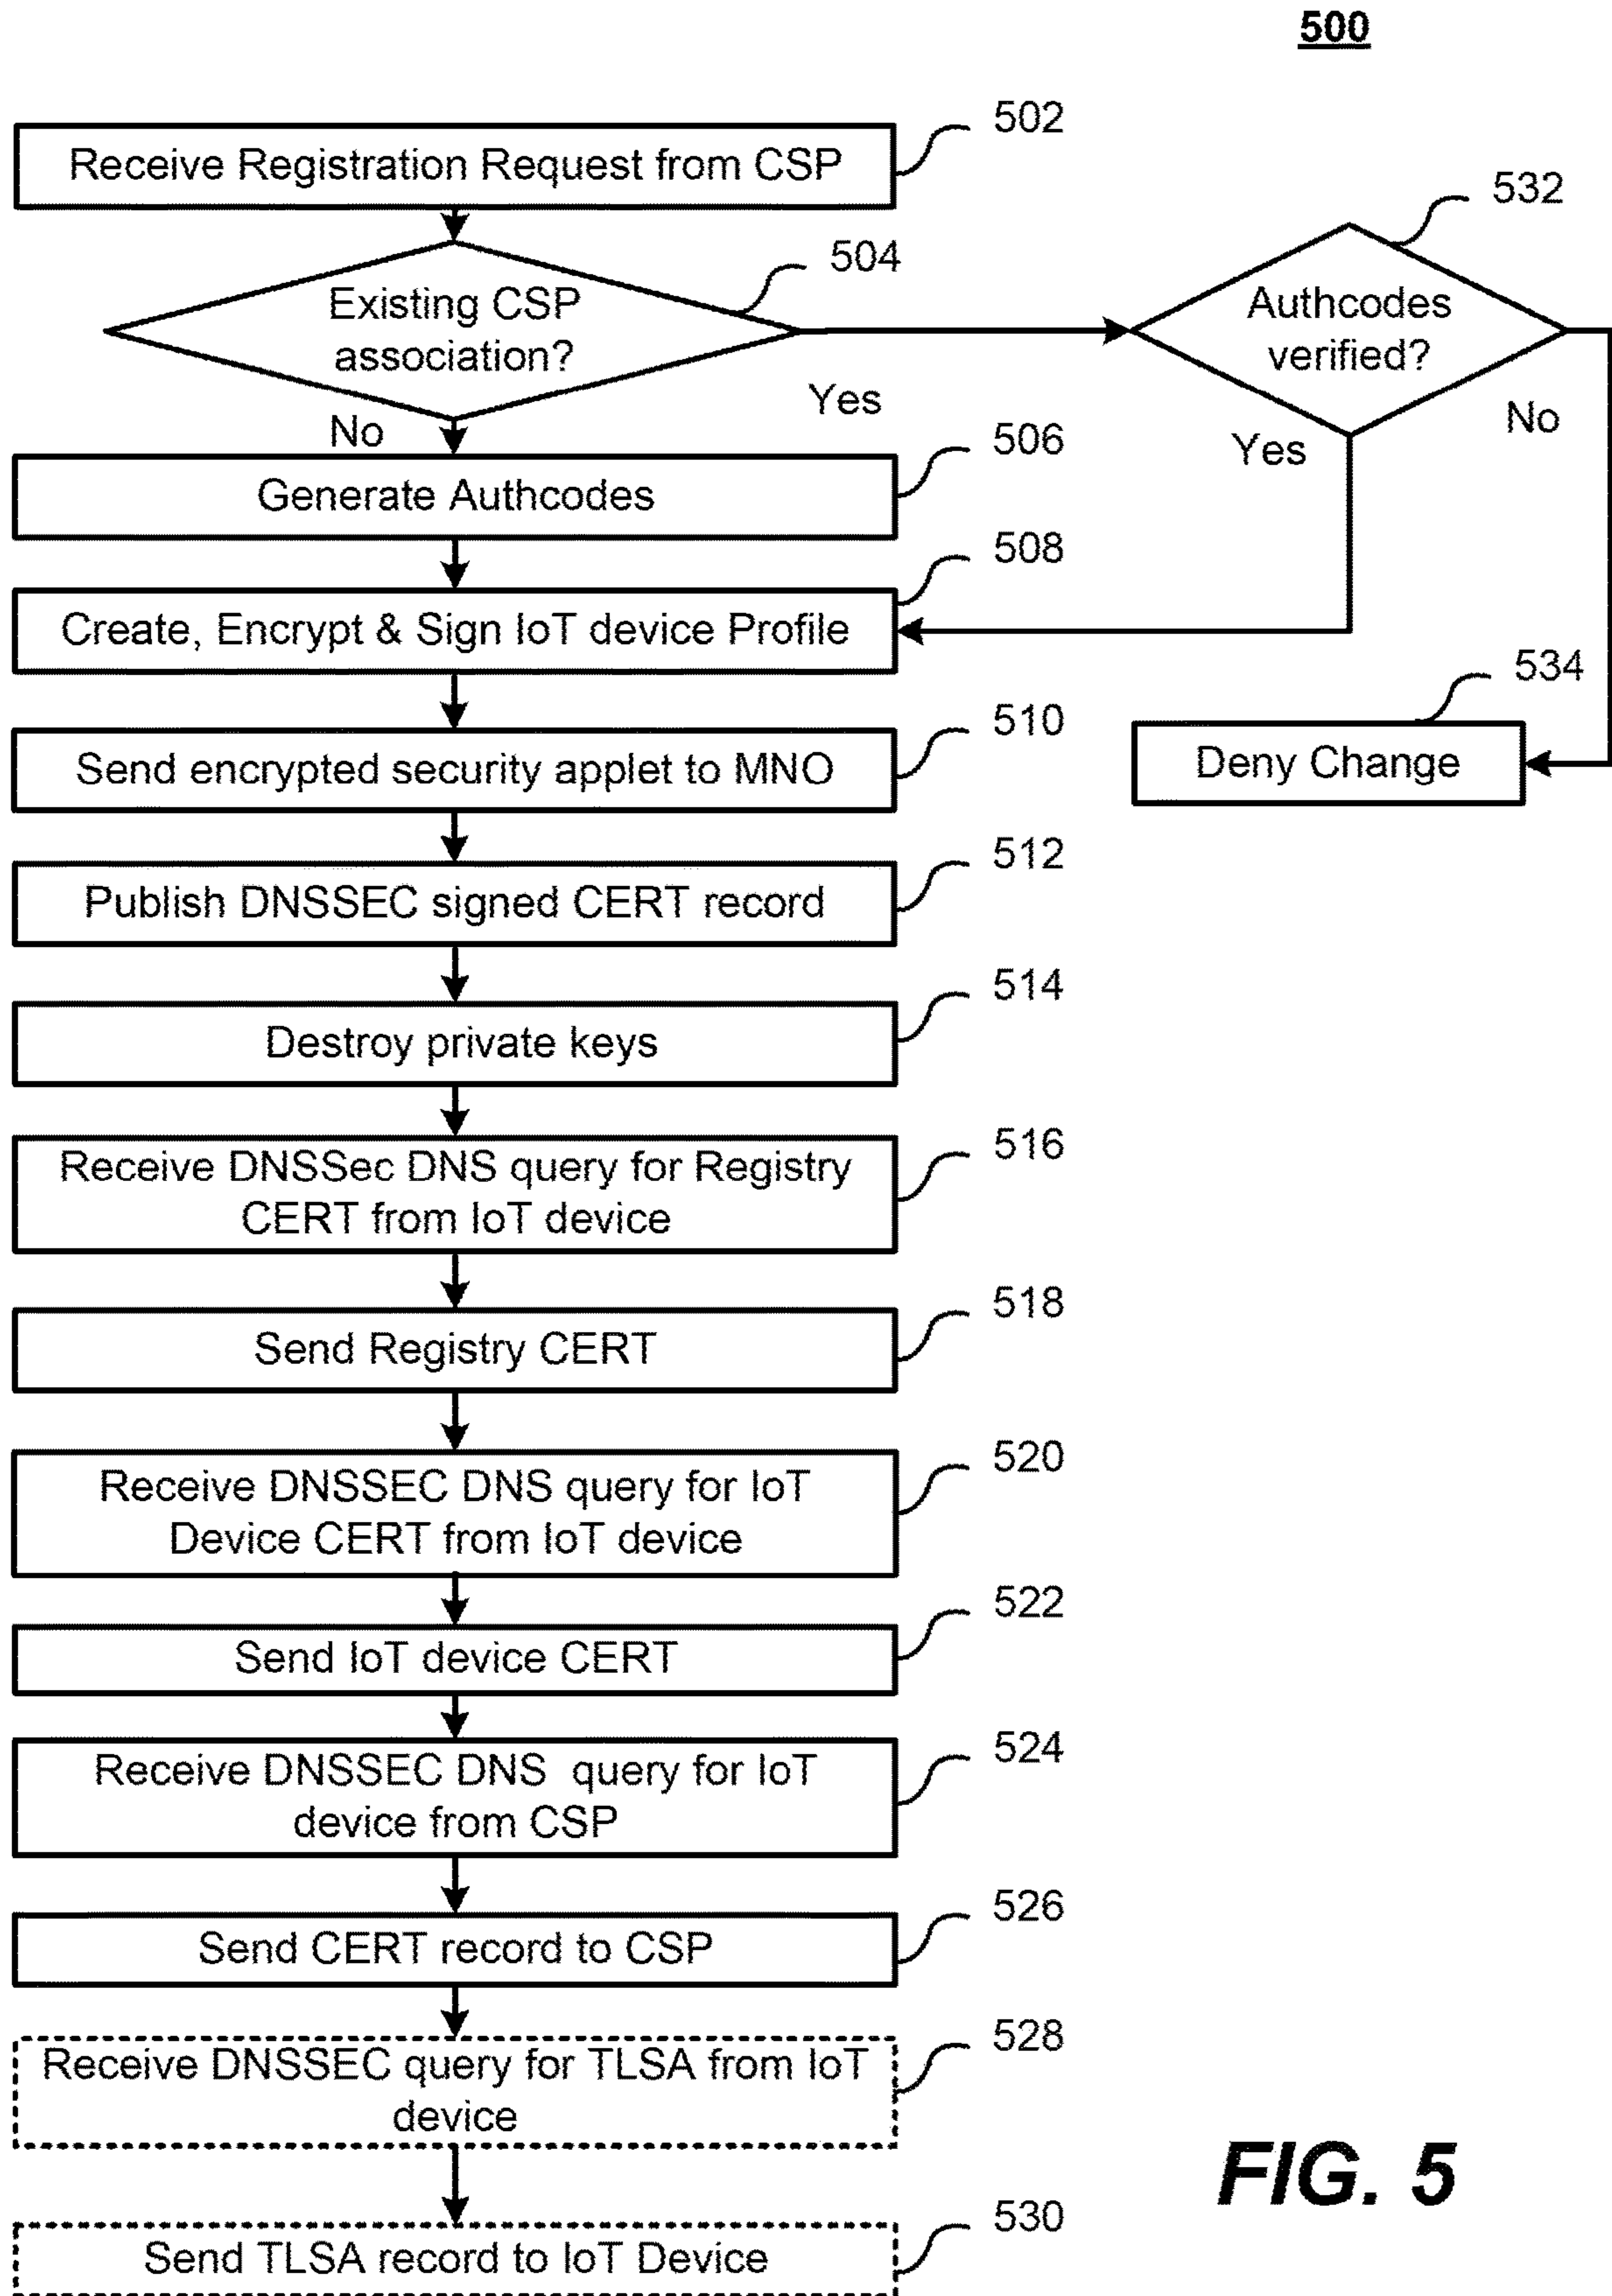 500
502
Receive Registration Request from CSP
532
504
Existing CSP
association?
Authcodes
verified?
Yes
No
No
Yes
506
Generate Authcodes
508
Create, Encrypt & Sign IoT device Profile
534
510
Send encrypted security applet to MNO
Deny Change
512
Publish DNSSEC signed CERT record
514
Destroy private keys
516
Receive DNSSec DNS query for Registry
CERT from IoT device
518
Send Registry CERT
520
Receive DNSSEC DNS query for IoT
Device CERT from IoT device
522
Send IoT device CERT
524
Receive DNSSEC DNS query for IoT
device from CSP
526
Send CERT record to CSP
528
Receive DNSSEC query for TLSA from IoT
device
FIG. 5
530
Send TLSA record to IoT Device